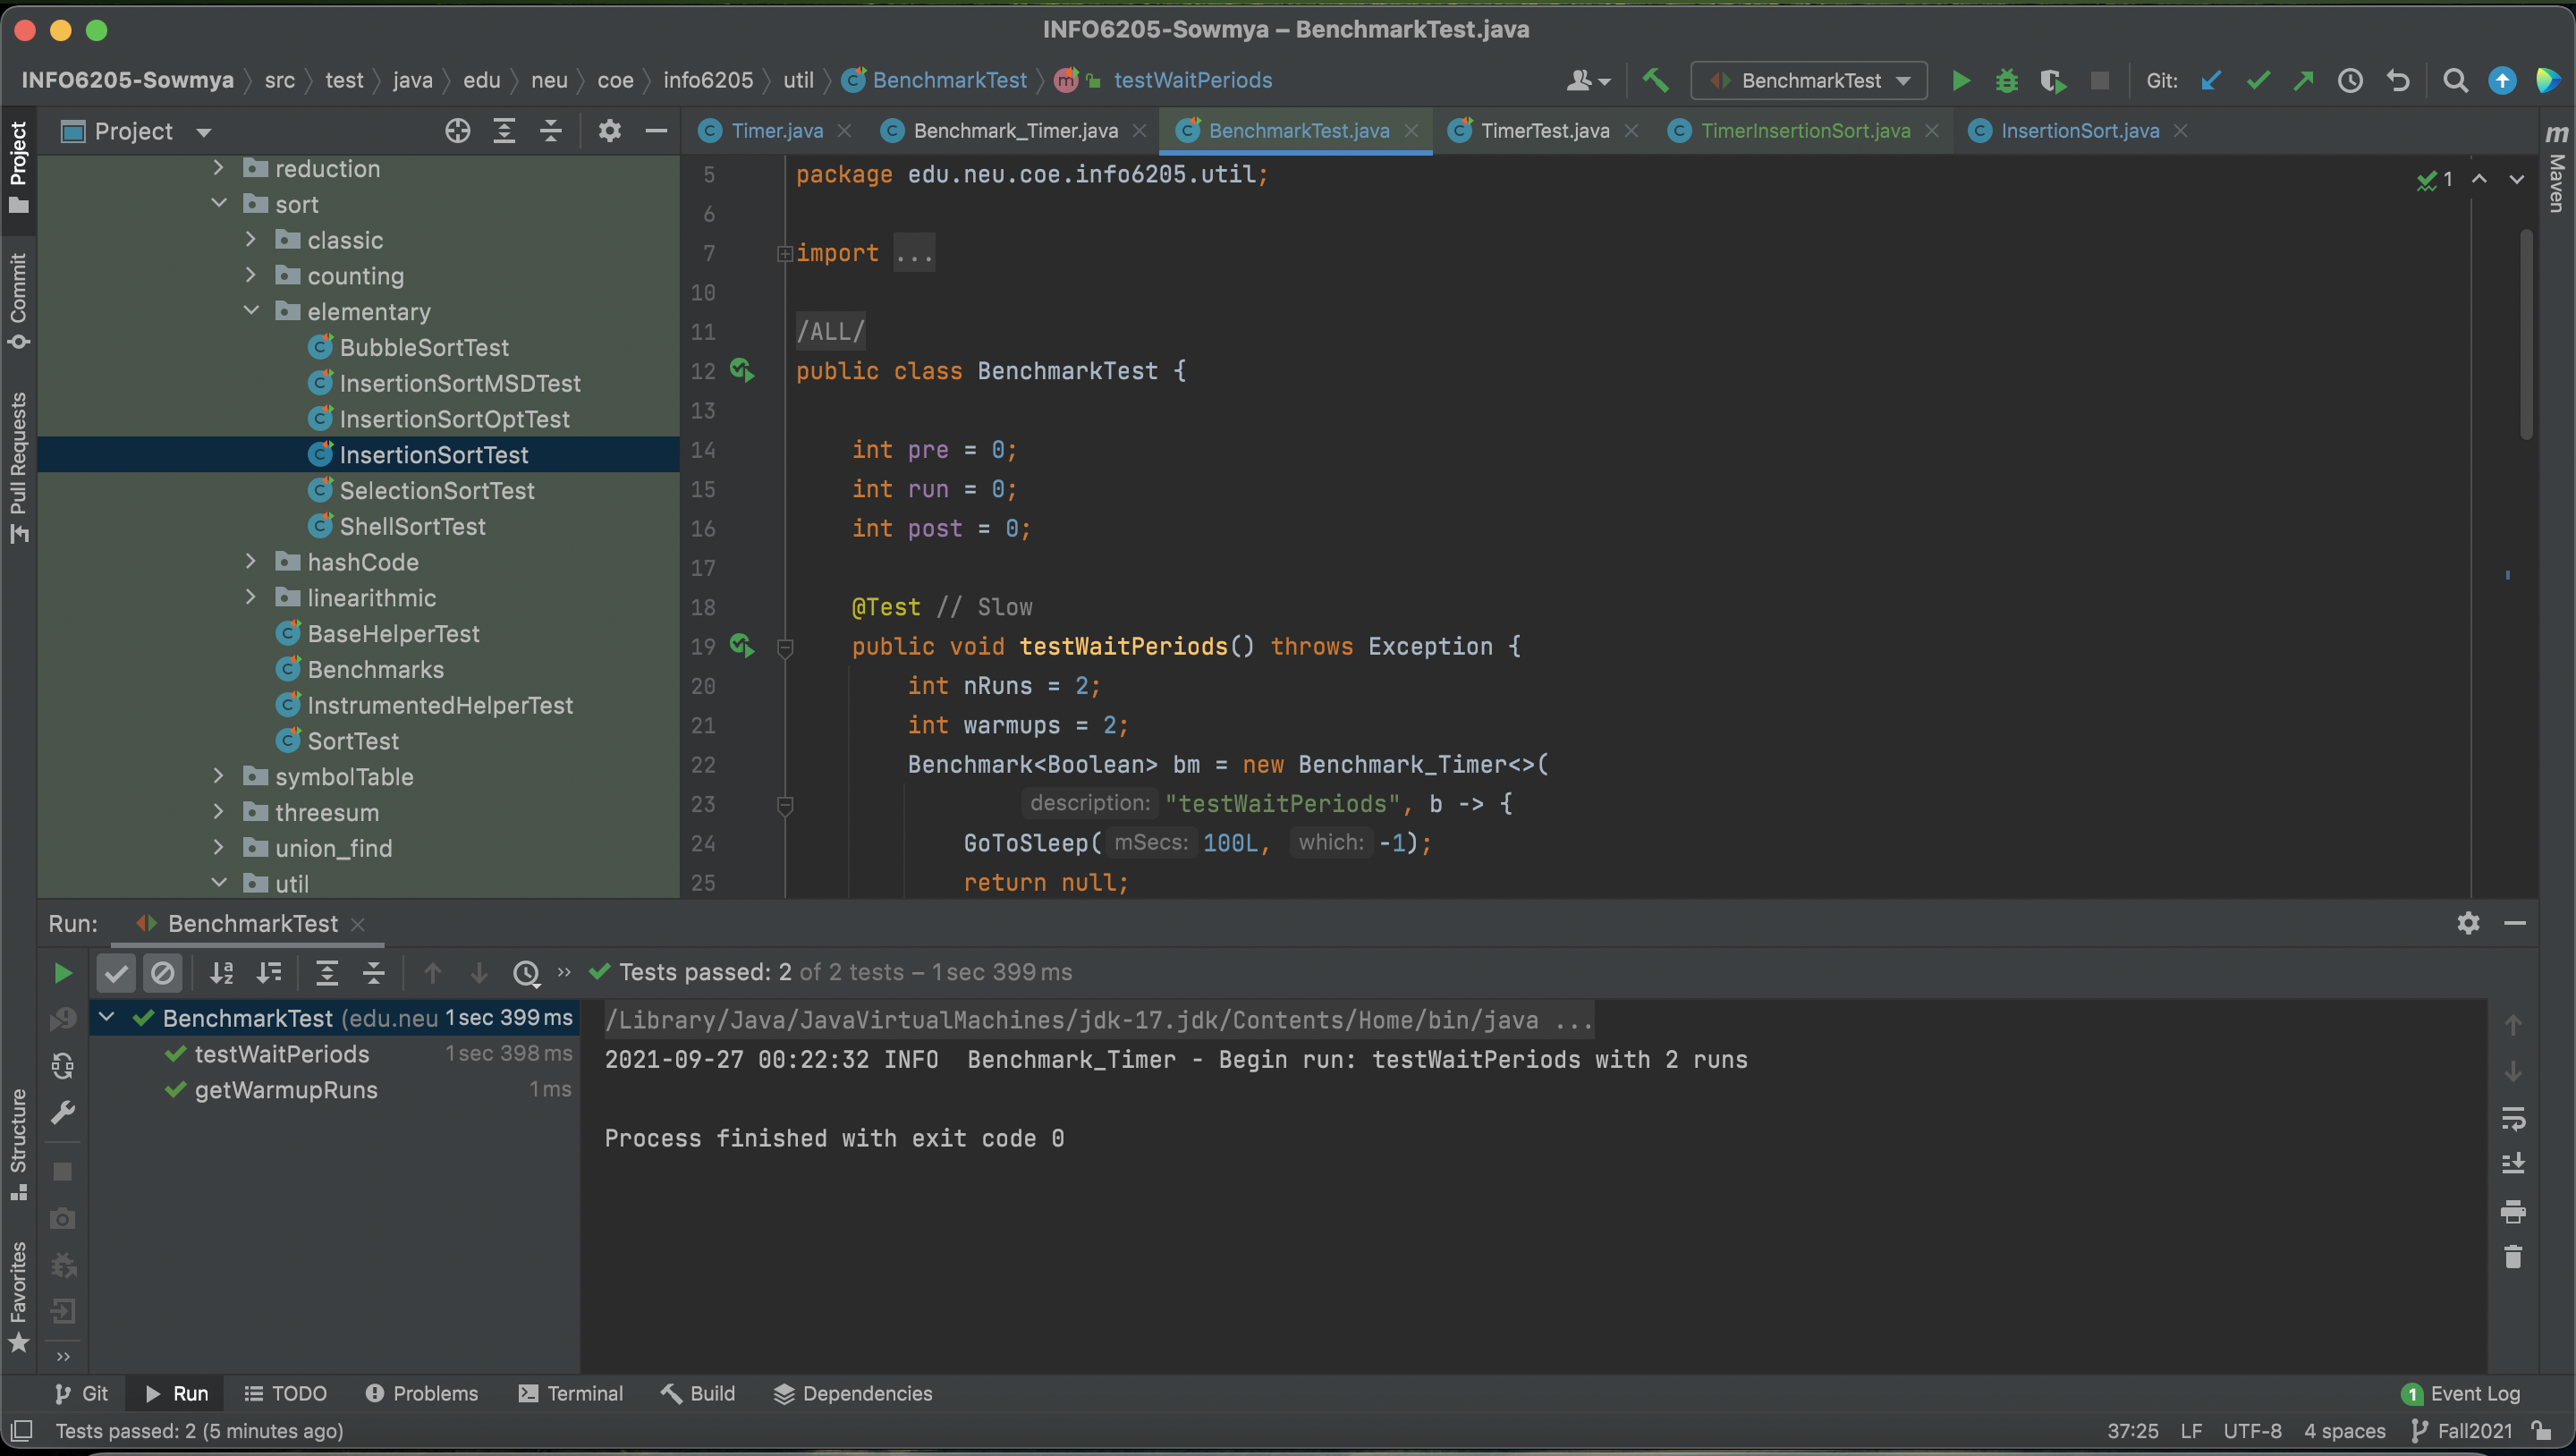 INFO6205-Sowmya – BenchmarkTest.java
INFO6205-Sowmya src test java edu neu coe info6205 util BenchmarkTest m testWaitPeriods BenchmarkTest Git:
Project
Timer.java Benchmark_Timer.java BenchmarkTest.java TimerTest.java TimerInsertionSort.java InsertionSort.java
Project
Commit
Pull Requests
Structure
Favorites
m Maven
reduction
sort
classic
counting
elementary
BubbleSortTest
InsertionSortMSDTest
InsertionSortOptTest
InsertionSortTest
SelectionSortTest
ShellSortTest
hashCode
linearithmic
BaseHelperTest
Benchmarks
InstrumentedHelperTest
SortTest
symbolTable
threesum
union_find
util
1
5 package edu.neu.coe.info6205.util;
6
7 import ...
10
11 /ALL/
12 public class BenchmarkTest {
13
14 int pre = 0;
15 int run = 0;
16 int post = 0;
17
18 @Test // Slow
19 public void testWaitPeriods() throws Exception {
20 int nRuns = 2;
21 int warmups = 2;
22 Benchmark<Boolean> bm = new Benchmark_Timer<>(
23 description: "testWaitPeriods", b -> {
24 GoToSleep( mSecs: 100L, which: -1);
25 return null;
Run: BenchmarkTest
Tests passed: 2 of 2 tests – 1 sec 399 ms
BenchmarkTest (edu.neu 1 sec 399 ms
testWaitPeriods 1 sec 398 ms
getWarmupRuns 1 ms
/Library/Java/JavaVirtualMachines/jdk-17.jdk/Contents/Home/bin/java ...
2021-09-27 00:22:32 INFO  Benchmark_Timer - Begin run: testWaitPeriods with 2 runs
Process finished with exit code 0
Git Run TODO Problems Terminal Build Dependencies 1 Event Log
Tests passed: 2 (5 minutes ago) 37:25 LF UTF-8 4 spaces Fall2021